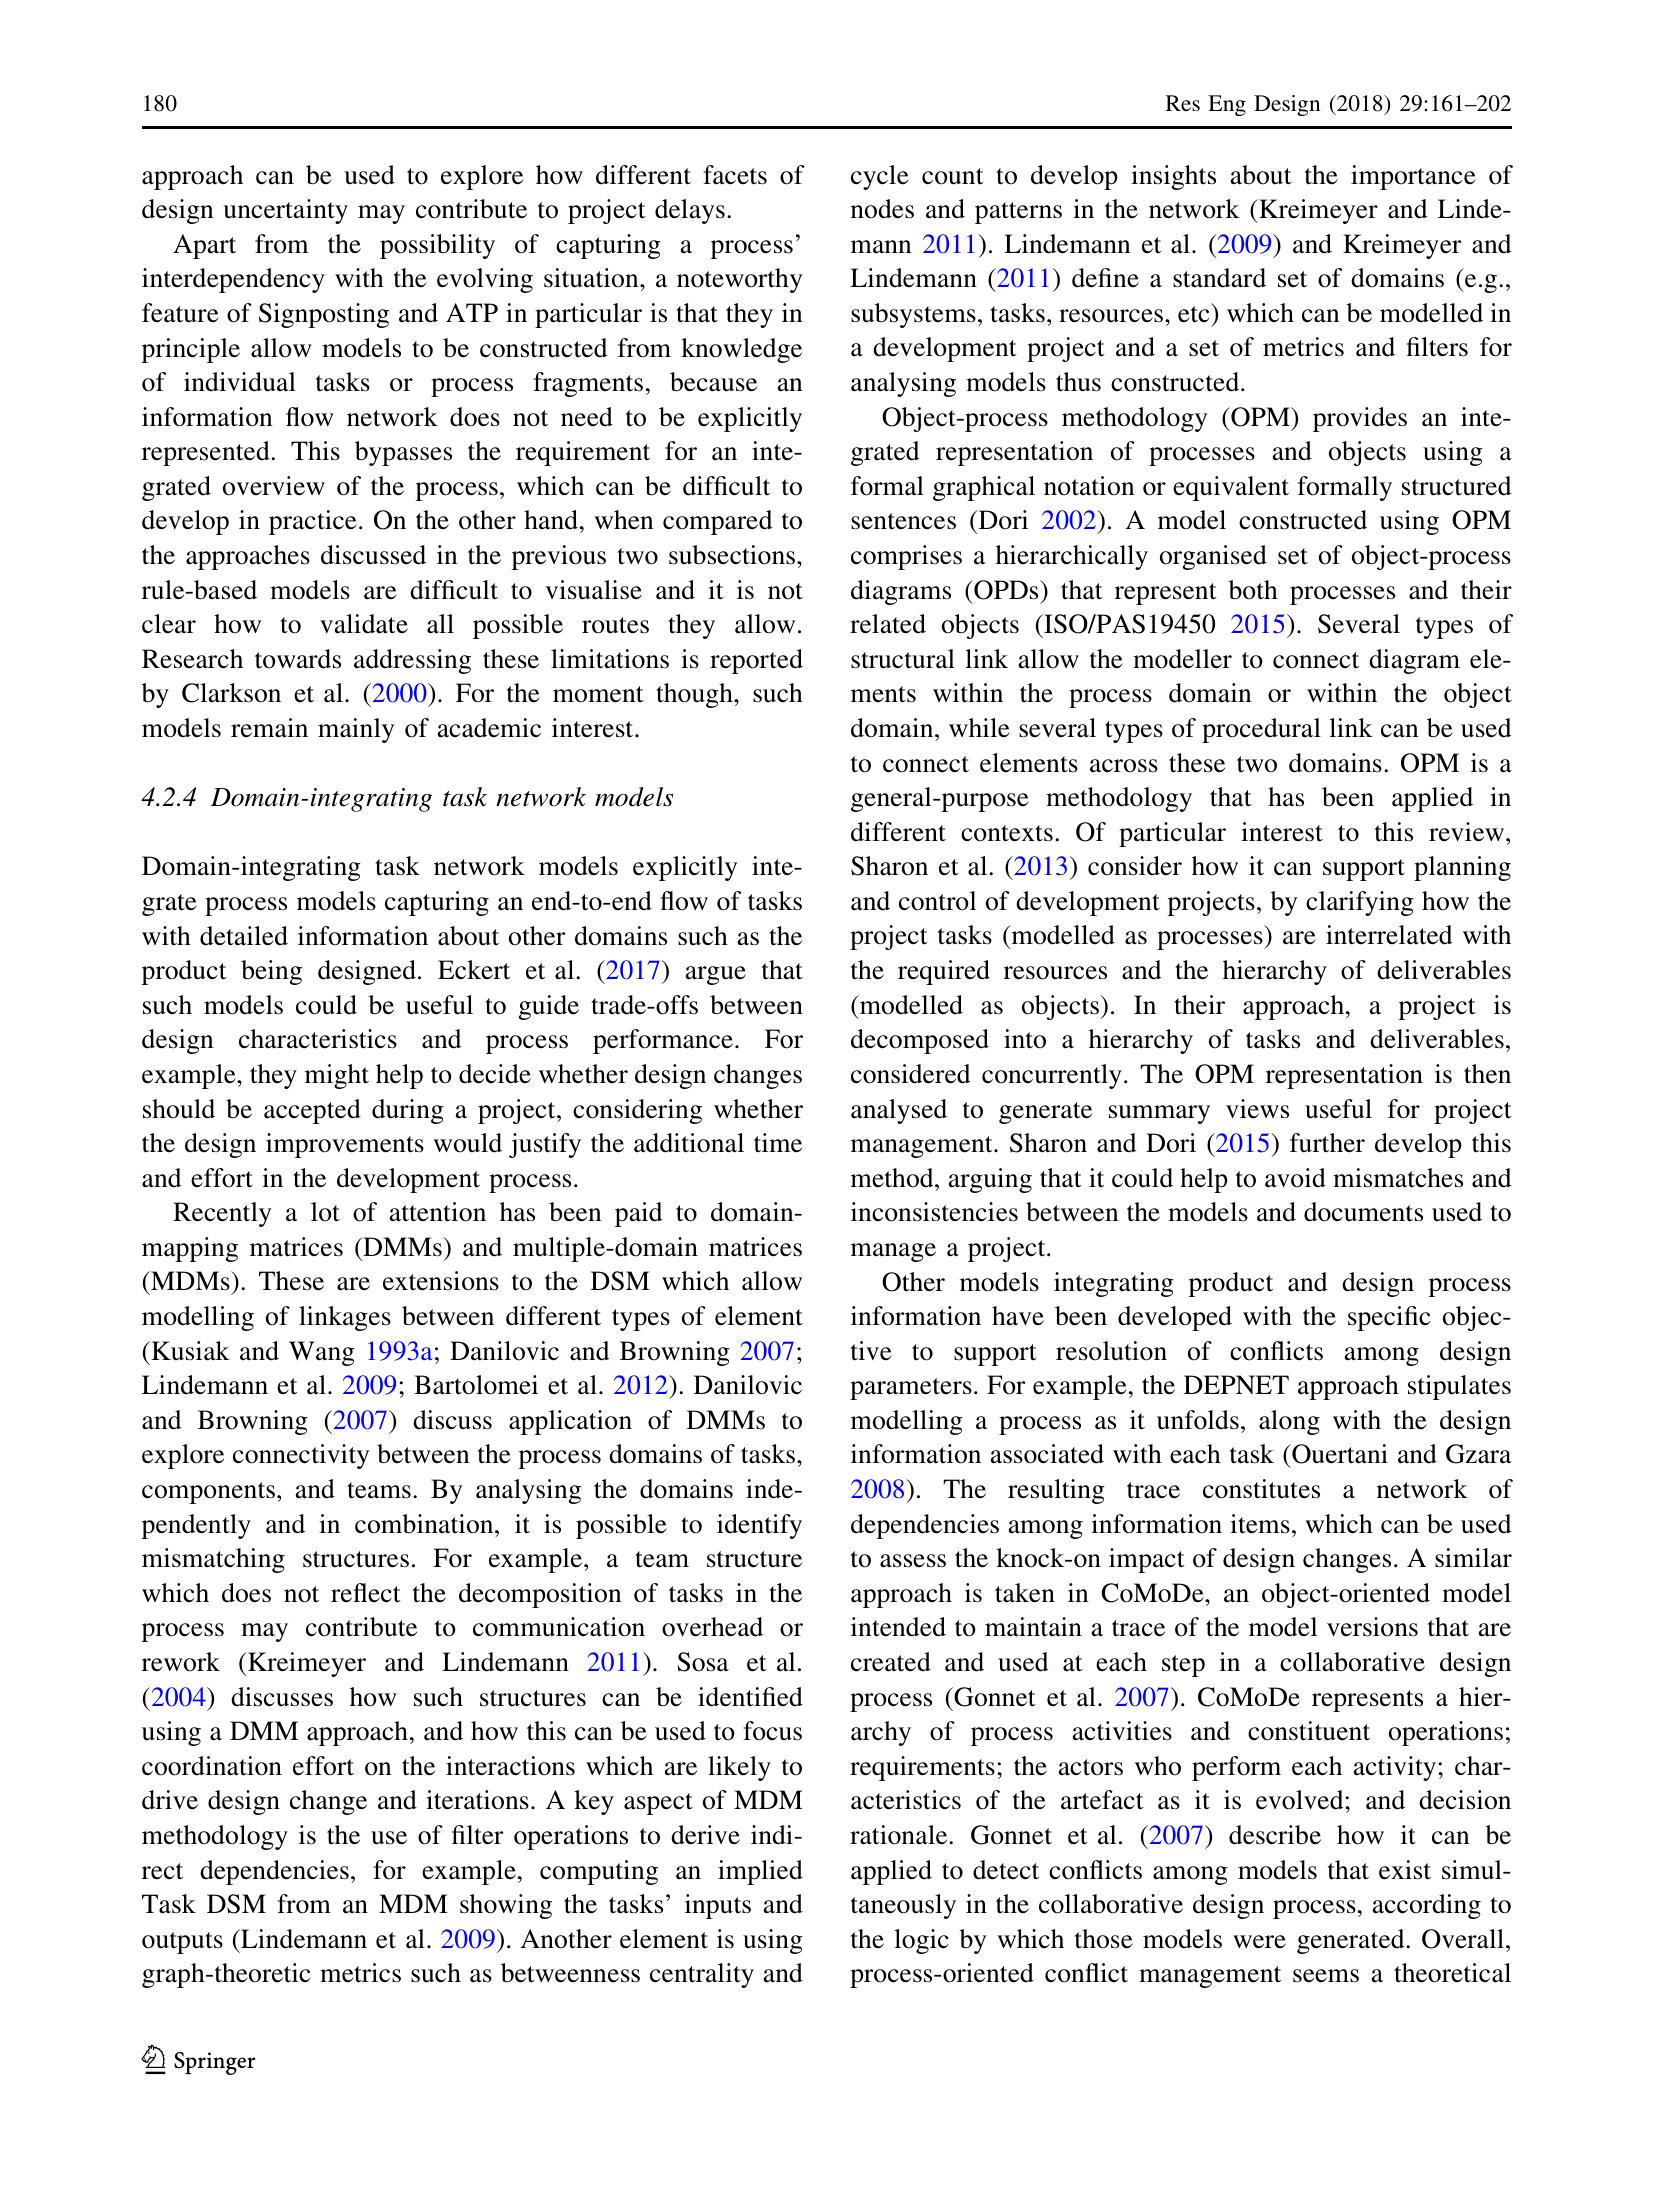 180
Res Eng Design (2018) 29:161–202
approach can be used to explore how different facets of
design uncertainty may contribute to project delays.
Apart from the possibility of capturing a process’
interdependency with the evolving situation, a noteworthy
feature of Signposting and ATP in particular is that they in
principle allow models to be constructed from knowledge
of individual tasks or process fragments, because an
information flow network does not need to be explicitly
represented. This bypasses the requirement for an inte-
grated overview of the process, which can be difficult to
develop in practice. On the other hand, when compared to
the approaches discussed in the previous two subsections,
rule-based models are difficult to visualise and it is not
clear how to validate all possible routes they allow.
Research towards addressing these limitations is reported
by Clarkson et al. (2000). For the moment though, such
models remain mainly of academic interest.
4.2.4 Domain-integrating task network models
Domain-integrating task network models explicitly inte-
grate process models capturing an end-to-end flow of tasks
with detailed information about other domains such as the
product being designed. Eckert et al. (2017) argue that
such models could be useful to guide trade-offs between
design characteristics and process performance. For
example, they might help to decide whether design changes
should be accepted during a project, considering whether
the design improvements would justify the additional time
and effort in the development process.
Recently a lot of attention has been paid to domain-
mapping matrices (DMMs) and multiple-domain matrices
(MDMs). These are extensions to the DSM which allow
modelling of linkages between different types of element
(Kusiak and Wang 1993a; Danilovic and Browning 2007;
Lindemann et al. 2009; Bartolomei et al. 2012). Danilovic
and Browning (2007) discuss application of DMMs to
explore connectivity between the process domains of tasks,
components, and teams. By analysing the domains inde-
pendently and in combination, it is possible to identify
mismatching structures. For example, a team structure
which does not reflect the decomposition of tasks in the
process may contribute to communication overhead or
rework (Kreimeyer and Lindemann 2011). Sosa et al.
(2004) discusses how such structures can be identified
using a DMM approach, and how this can be used to focus
coordination effort on the interactions which are likely to
drive design change and iterations. A key aspect of MDM
methodology is the use of filter operations to derive indi-
rect dependencies, for example, computing an implied
Task DSM from an MDM showing the tasks’ inputs and
outputs (Lindemann et al. 2009). Another element is using
graph-theoretic metrics such as betweenness centrality and
cycle count to develop insights about the importance of
nodes and patterns in the network (Kreimeyer and Linde-
mann 2011). Lindemann et al. (2009) and Kreimeyer and
Lindemann (2011) define a standard set of domains (e.g.,
subsystems, tasks, resources, etc) which can be modelled in
a development project and a set of metrics and filters for
analysing models thus constructed.
Object-process methodology (OPM) provides an inte-
grated representation of processes and objects using a
formal graphical notation or equivalent formally structured
sentences (Dori 2002). A model constructed using OPM
comprises a hierarchically organised set of object-process
diagrams (OPDs) that represent both processes and their
related objects (ISO/PAS19450 2015). Several types of
structural link allow the modeller to connect diagram ele-
ments within the process domain or within the object
domain, while several types of procedural link can be used
to connect elements across these two domains. OPM is a
general-purpose methodology that has been applied in
different contexts. Of particular interest to this review,
Sharon et al. (2013) consider how it can support planning
and control of development projects, by clarifying how the
project tasks (modelled as processes) are interrelated with
the required resources and the hierarchy of deliverables
(modelled as objects). In their approach, a project is
decomposed into a hierarchy of tasks and deliverables,
considered concurrently. The OPM representation is then
analysed to generate summary views useful for project
management. Sharon and Dori (2015) further develop this
method, arguing that it could help to avoid mismatches and
inconsistencies between the models and documents used to
manage a project.
Other models integrating product and design process
information have been developed with the specific objec-
tive to support resolution of conflicts among design
parameters. For example, the DEPNET approach stipulates
modelling a process as it unfolds, along with the design
information associated with each task (Ouertani and Gzara
2008). The resulting trace constitutes a network of
dependencies among information items, which can be used
to assess the knock-on impact of design changes. A similar
approach is taken in CoMoDe, an object-oriented model
intended to maintain a trace of the model versions that are
created and used at each step in a collaborative design
process (Gonnet et al. 2007). CoMoDe represents a hier-
archy of process activities and constituent operations;
requirements; the actors who perform each activity; char-
acteristics of the artefact as it is evolved; and decision
rationale. Gonnet et al. (2007) describe how it can be
applied to detect conflicts among models that exist simul-
taneously in the collaborative design process, according to
the logic by which those models were generated. Overall,
process-oriented conflict management seems a theoretical
Springer